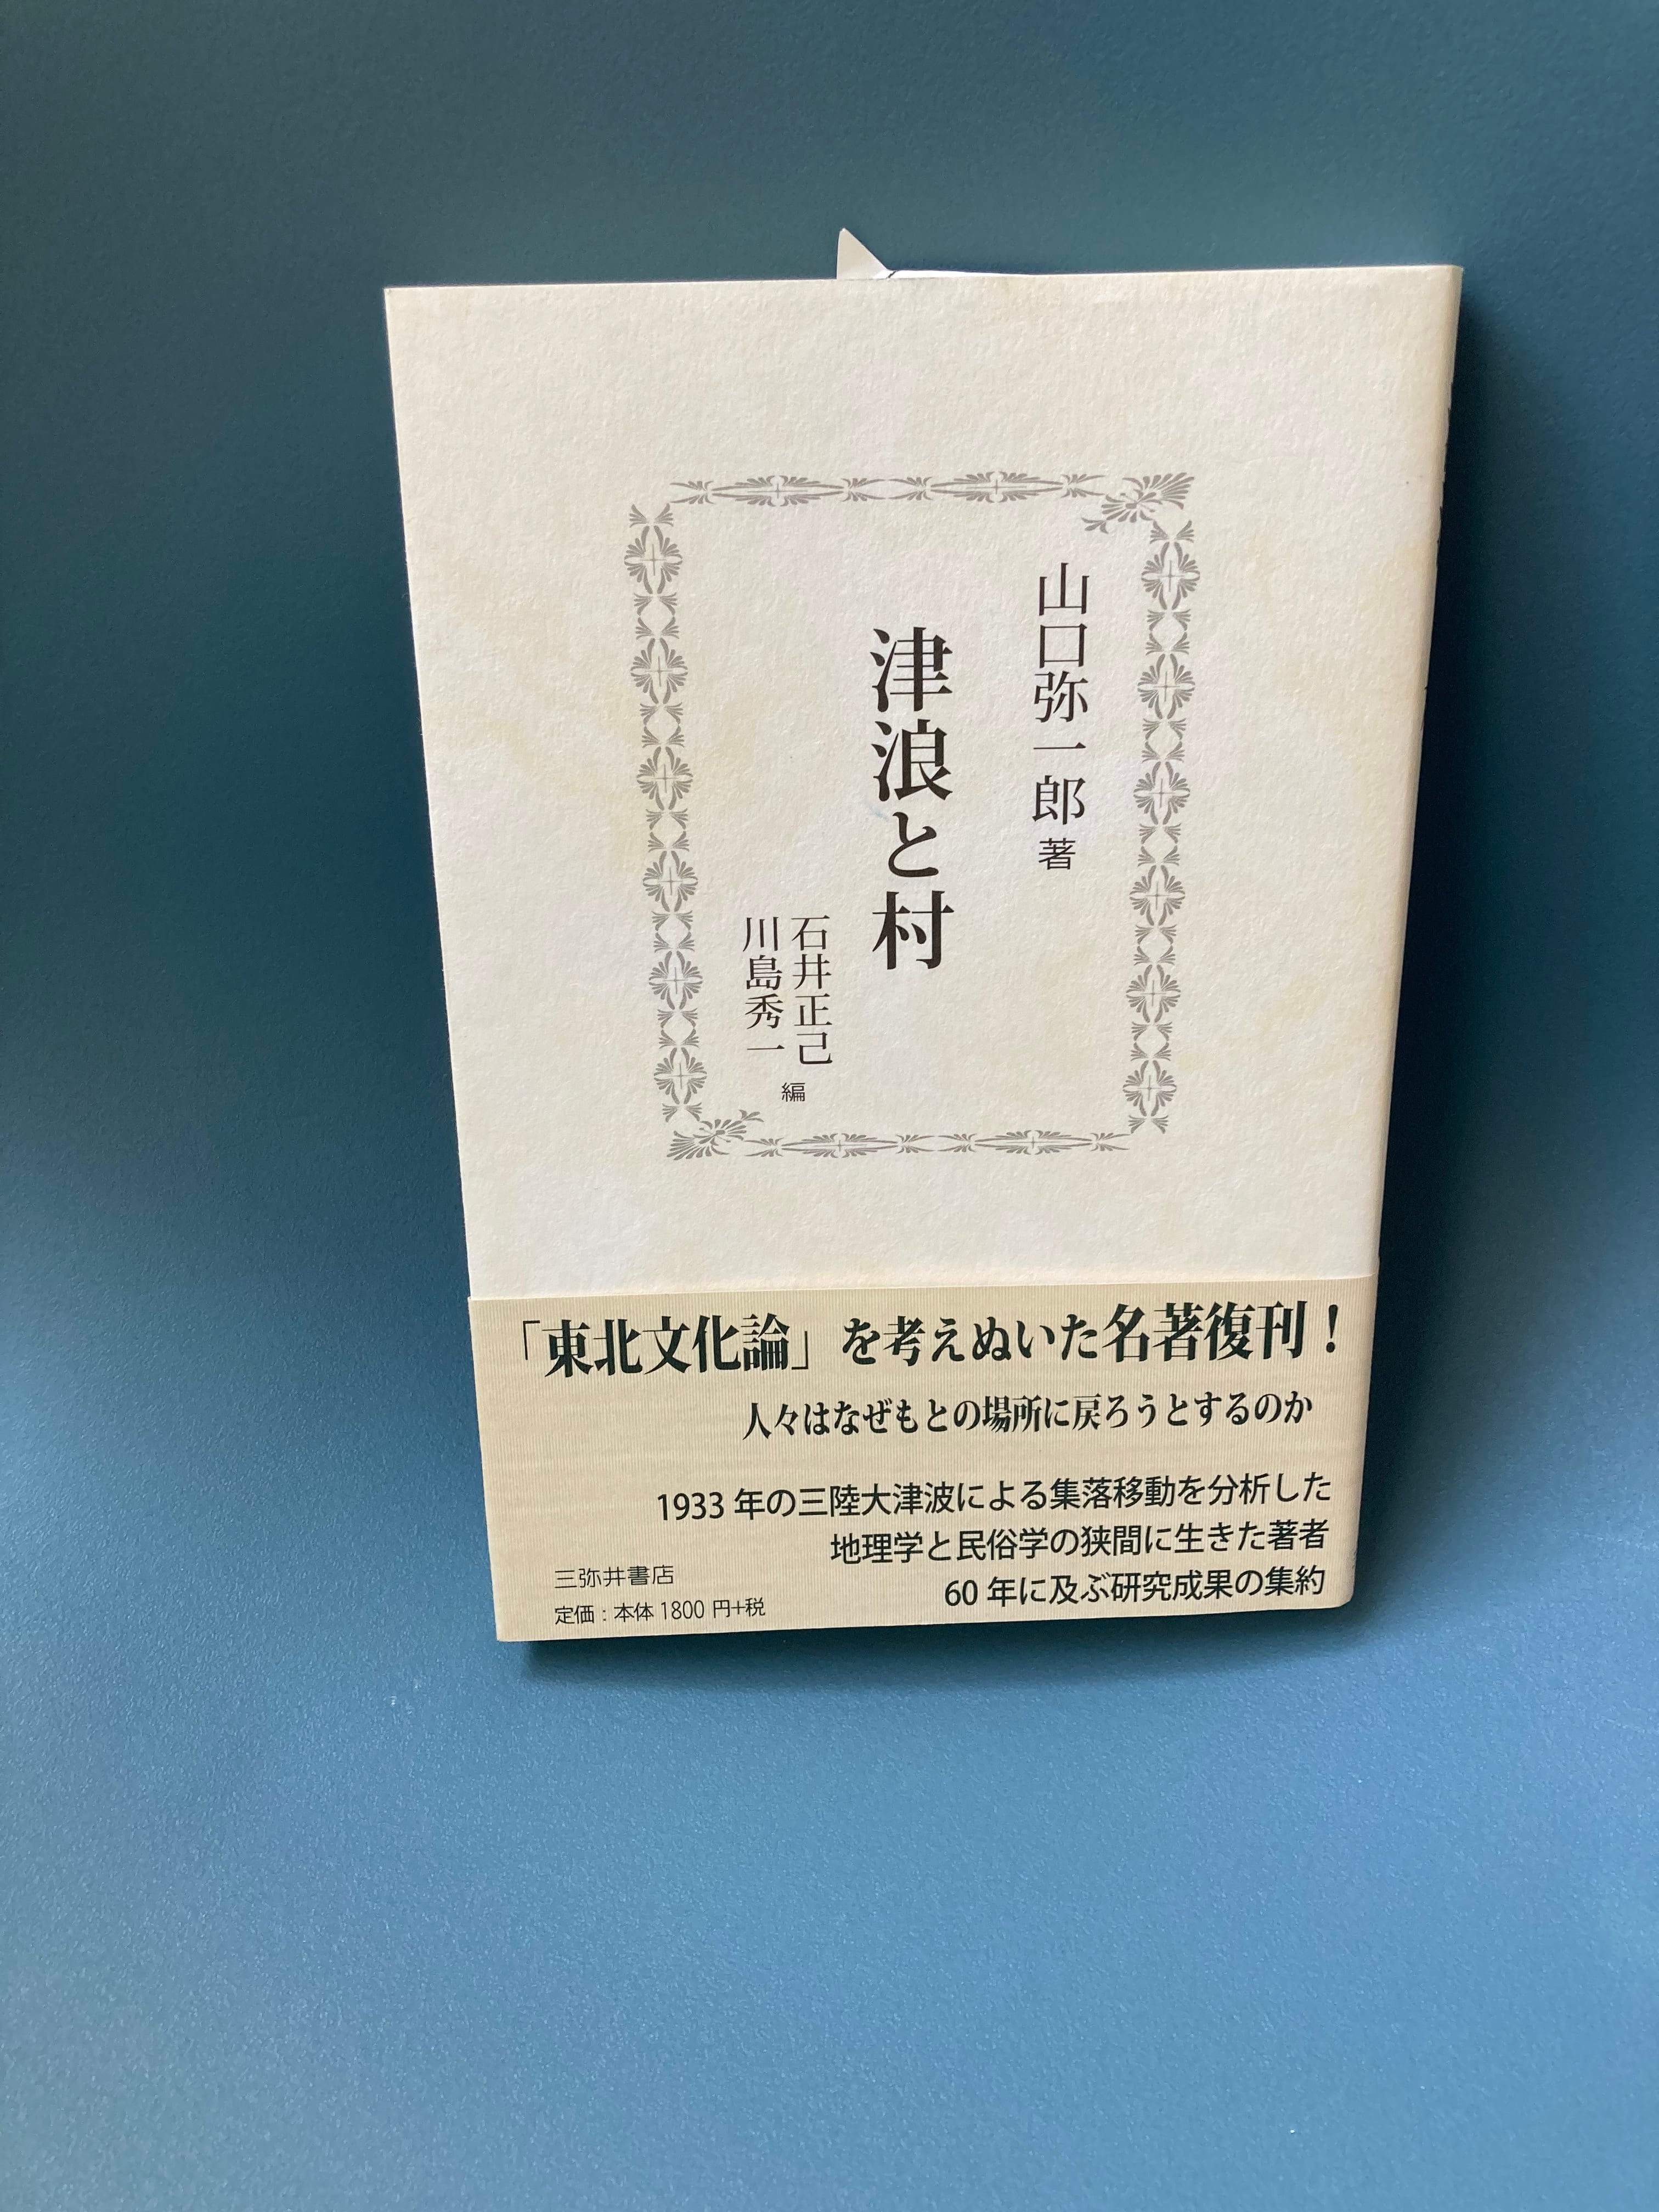 山口弥一郎 著
津浪と村
石井正己
川島秀一
編
「東北文化論」を考えぬいた名著復刊！
人々はなぜもとの場所に戻ろうとするのか
1933年の三陸大津波による集落移動を分析した
地理学と民俗学の狭間に生きた著者
60年に及ぶ研究成果の集約
三弥井書店
定価：本体1800円+税